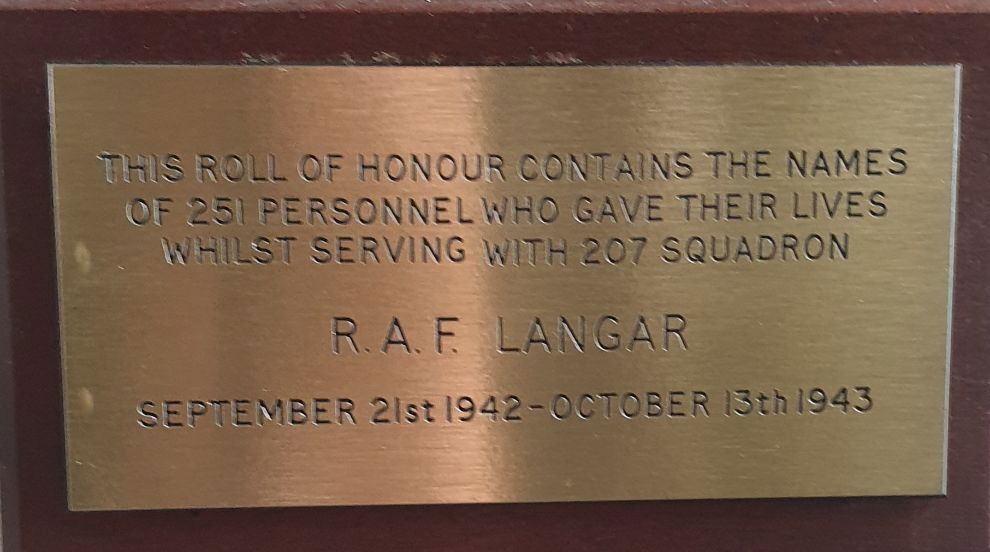 THIS ROLL OF HONOUR CONTAINS THE NAMES
OF 251 PERSONNEL WHO GAVE THEIR LIVES
WHILST SERVING WITH 207 SQUADRON
R.A.F. LANGAR
SEPTEMBER 21st 1942-OCTOBER 13th 1943